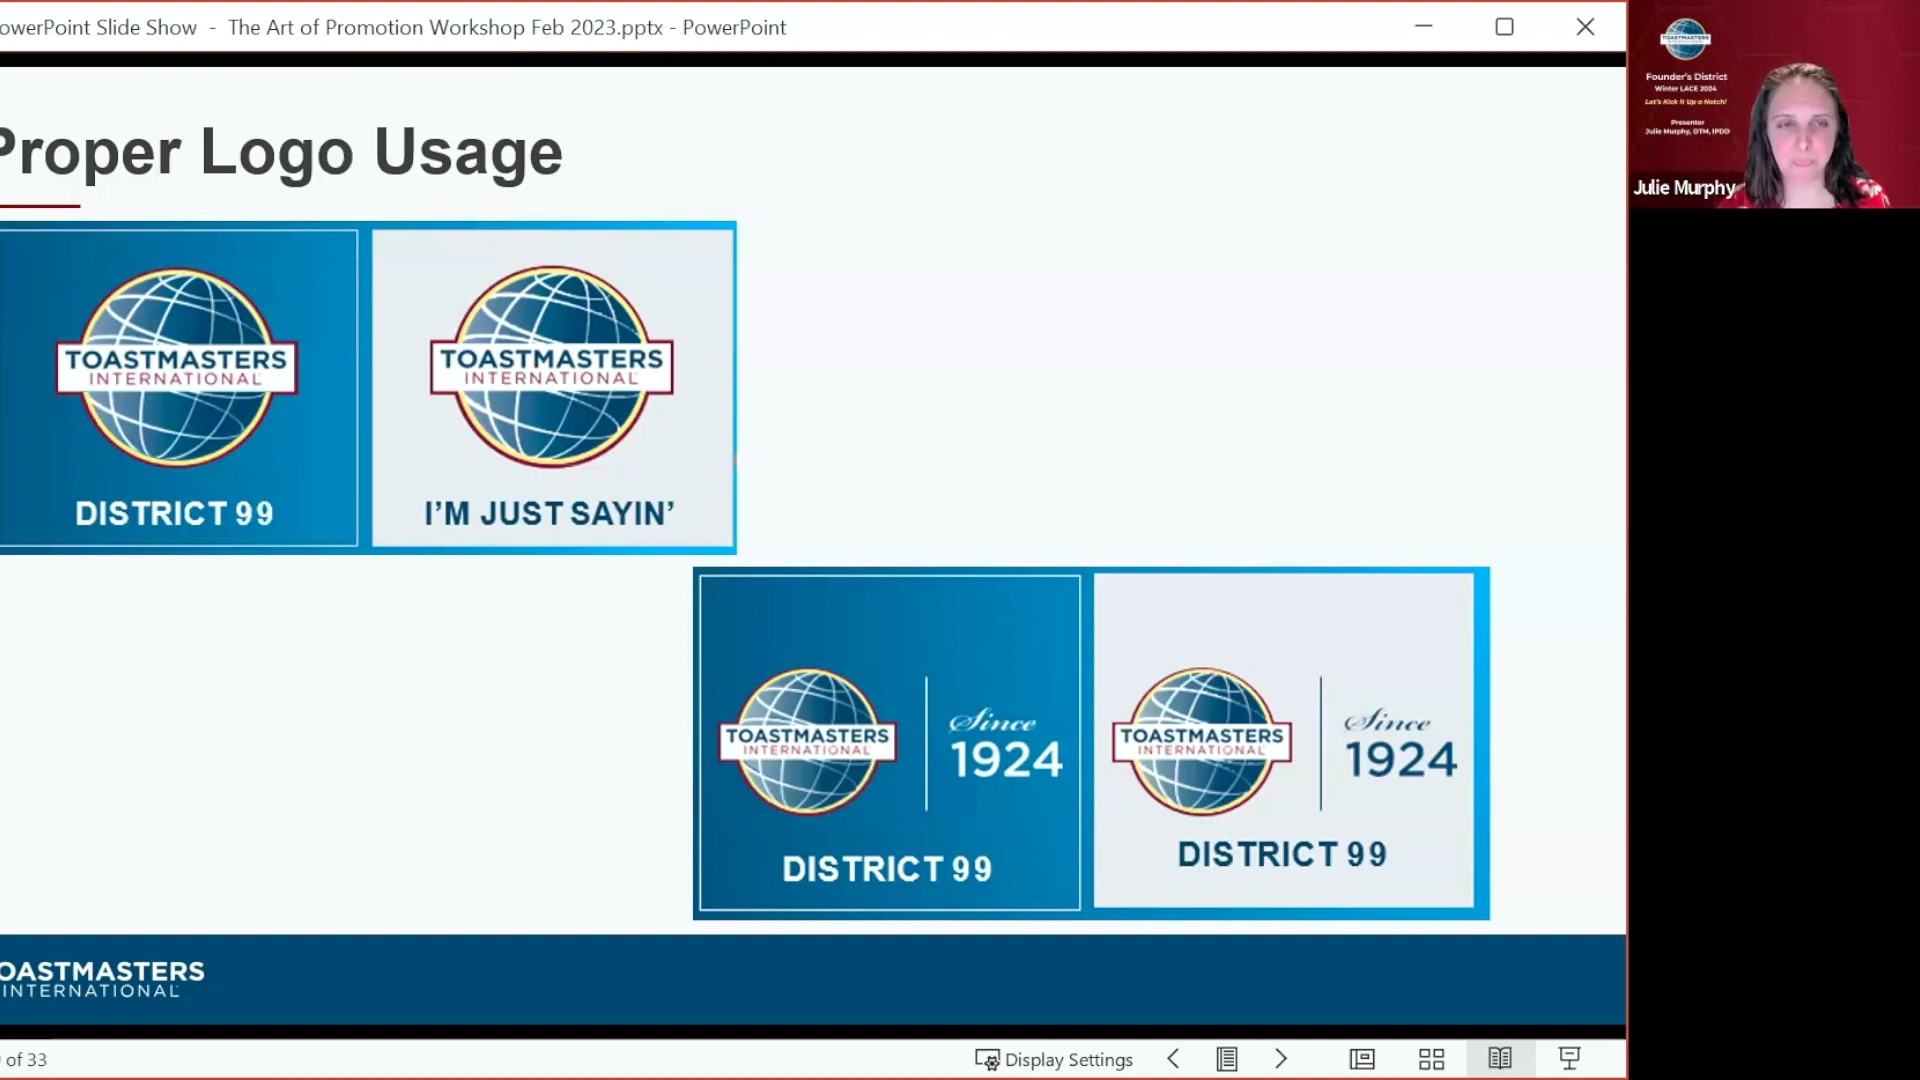 owerPoint Slide Show - The Art of Promotion Workshop Feb 2023.pptx - PowerPoint
Proper Logo Usage
TOASTMASTERS
INTERNATIONAL
DISTRICT 99
TOASTMASTERS
INTERNATIONAL
I'M JUST SAYIN'
TOASTMASTERS
INTERNATIONAL
Since
1924
DISTRICT 99
TOASTMASTERS
INTERNATIONAL
Since
1924
DISTRICT 99
OASTMASTERS
INTERNATIONAL
of 33
Display Settings
TOASTMASTERS
Founder's District
Winter LACE 2024
Let's Kick It Up a Notch!
Presenter
Julie Murphy, DTM, IPDD
Julie Murphy